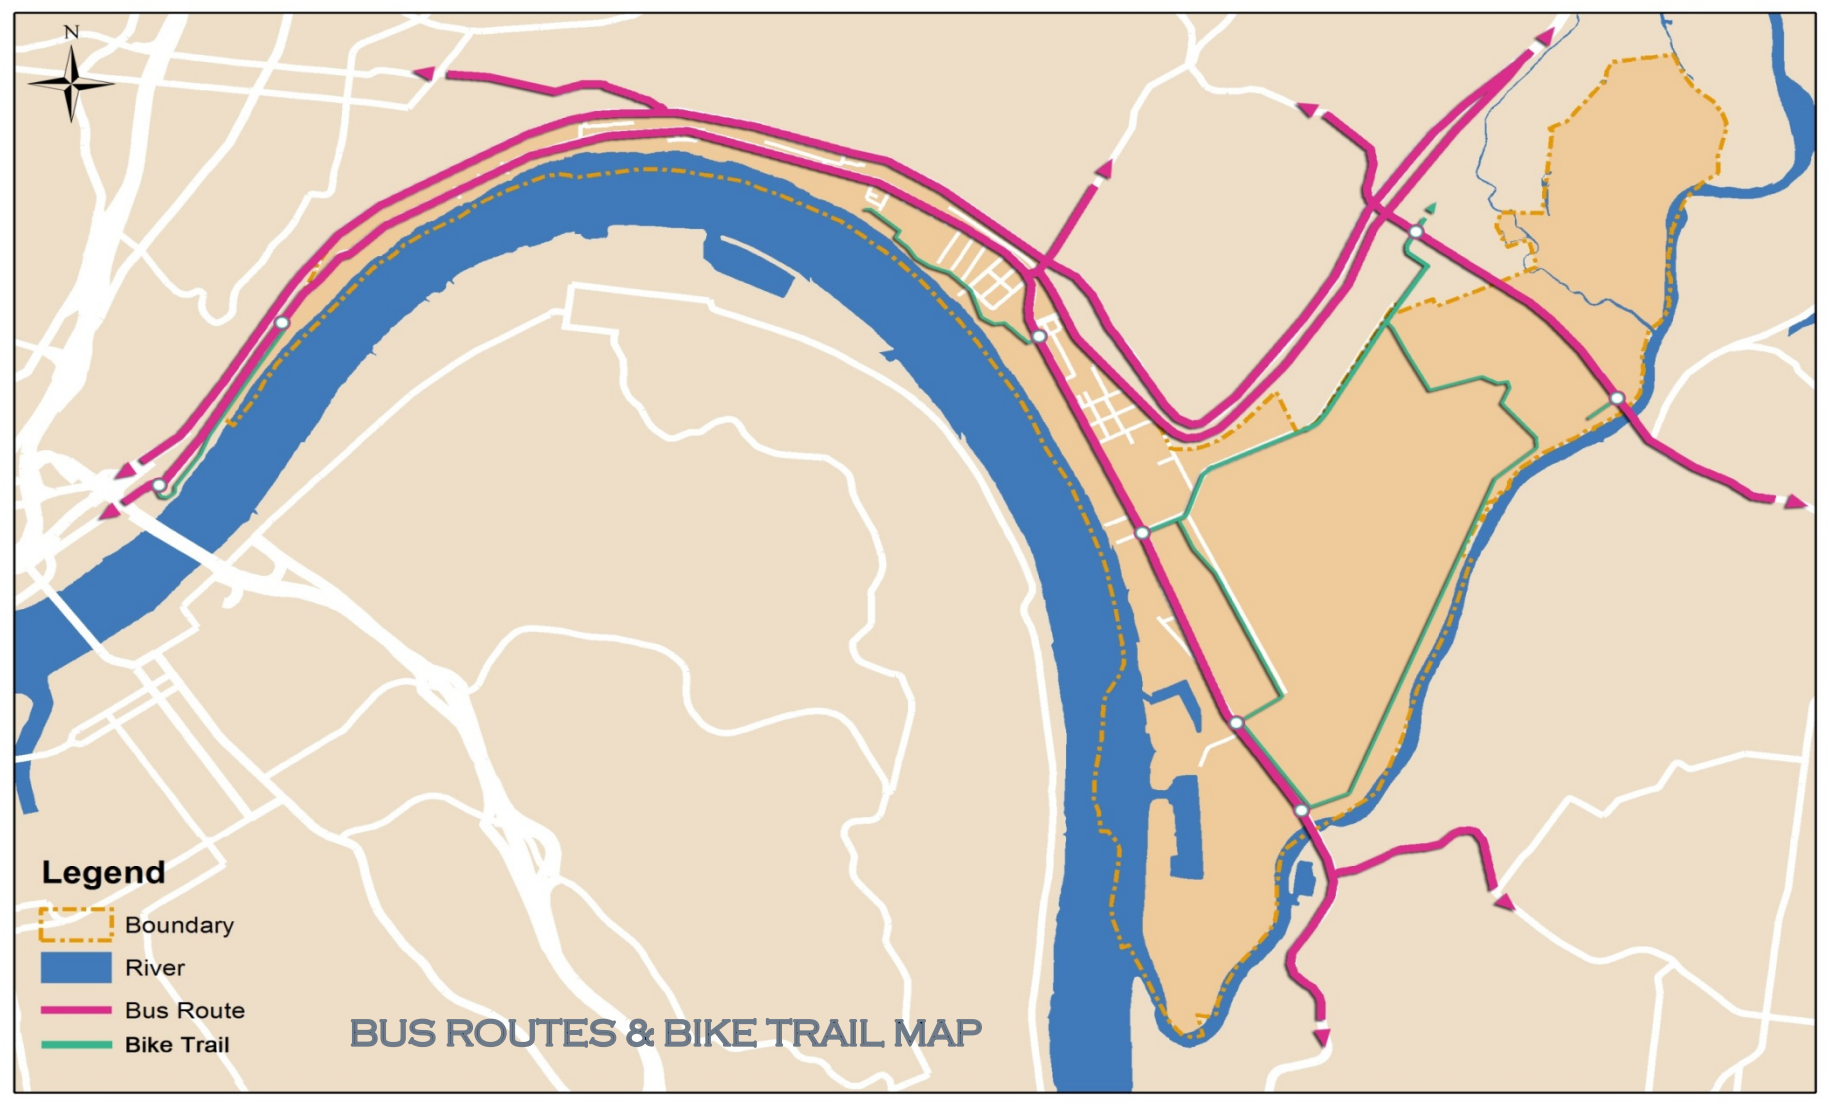 N
Legend
Boundary
River
Bus Route
Bike Trail
BUS ROUTES & BIKE TRAIL MAP